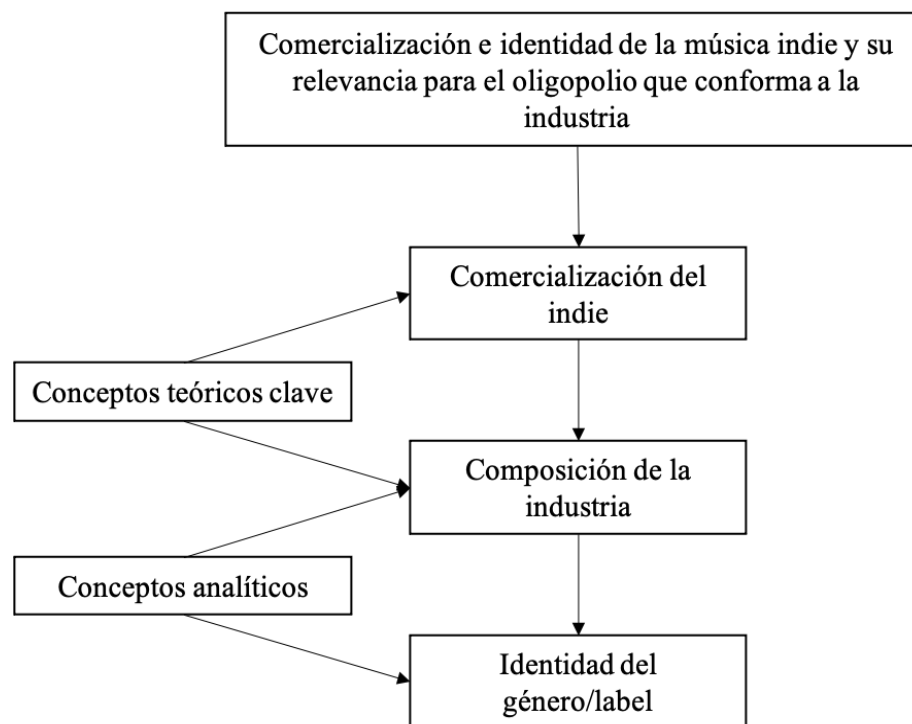 Comercialización e identidad de la música indie y su
relevancia para el oligopolio que conforma a la
industria
Comercialización del
indie
Conceptos teóricos clave
Composición de la
industria
Conceptos analíticos
Identidad del
género/label